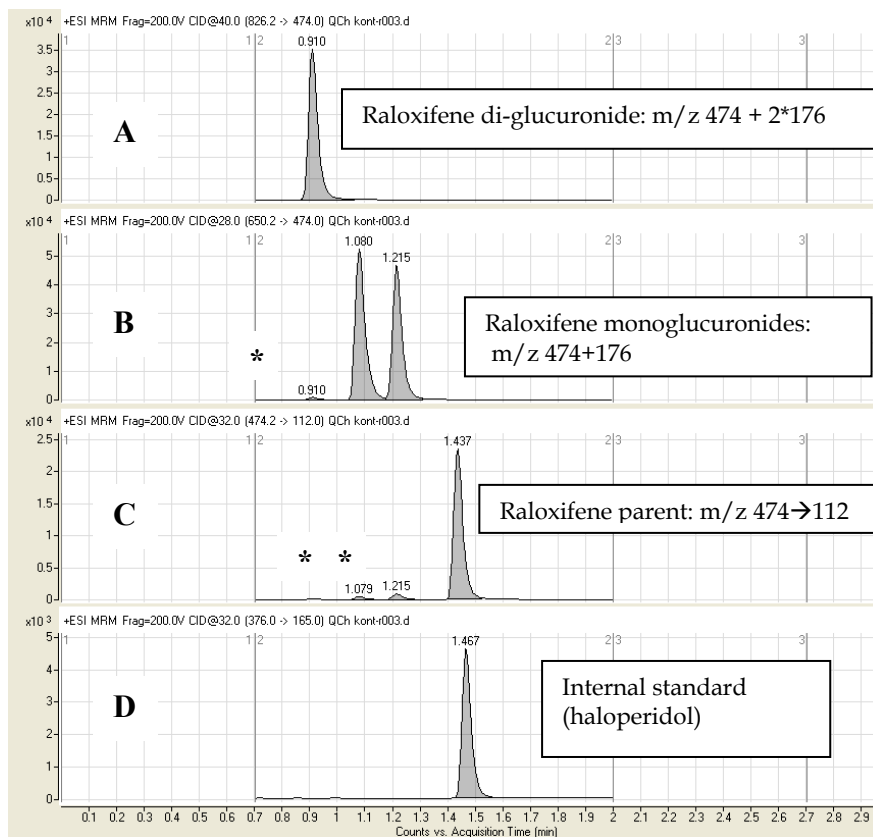 x10 4 +ESI MRM Frag=200.0V CID@40.0 (826.2 -> 474.0) QCh kont-r003.d
1 1 2 2 3 3
0.910
3.5
3
2.5
2
1.5
1
0.5
0
A
Raloxifene di-glucuronide: m/z 474 + 2*176
x10 4 +ESI MRM Frag=200.0V CID@28.0 (650.2 -> 474.0) QCh kont-r003.d
1 1 2 2 3 3
1.080
1.215
5
4
3
2
1
0
B
*
0.910
Raloxifene monoglucuronides:
m/z 474+176
x10 4 +ESI MRM Frag=200.0V CID@32.0 (474.2 -> 112.0) QCh kont-r003.d
1 1 2 2 3 3
1.437
2.5
2
1.5
1
0.5
0
C
* *
1.079
1.215
Raloxifene parent: m/z 474→112
x10 3 +ESI MRM Frag=200.0V CID@32.0 (376.0 -> 165.0) QCh kont-r003.d
1 1 2 2 3 3
1.467
5
4
3
2
1
0
D
Internal standard
(haloperidol)
0.1 0.2 0.3 0.4 0.5 0.6 0.7 0.8 0.9 1 1.1 1.2 1.3 1.4 1.5 1.6 1.7 1.8 1.9 2 2.1 2.2 2.3 2.4 2.5 2.6 2.7 2.8 2.9
Counts vs. Acquisition Time (min)